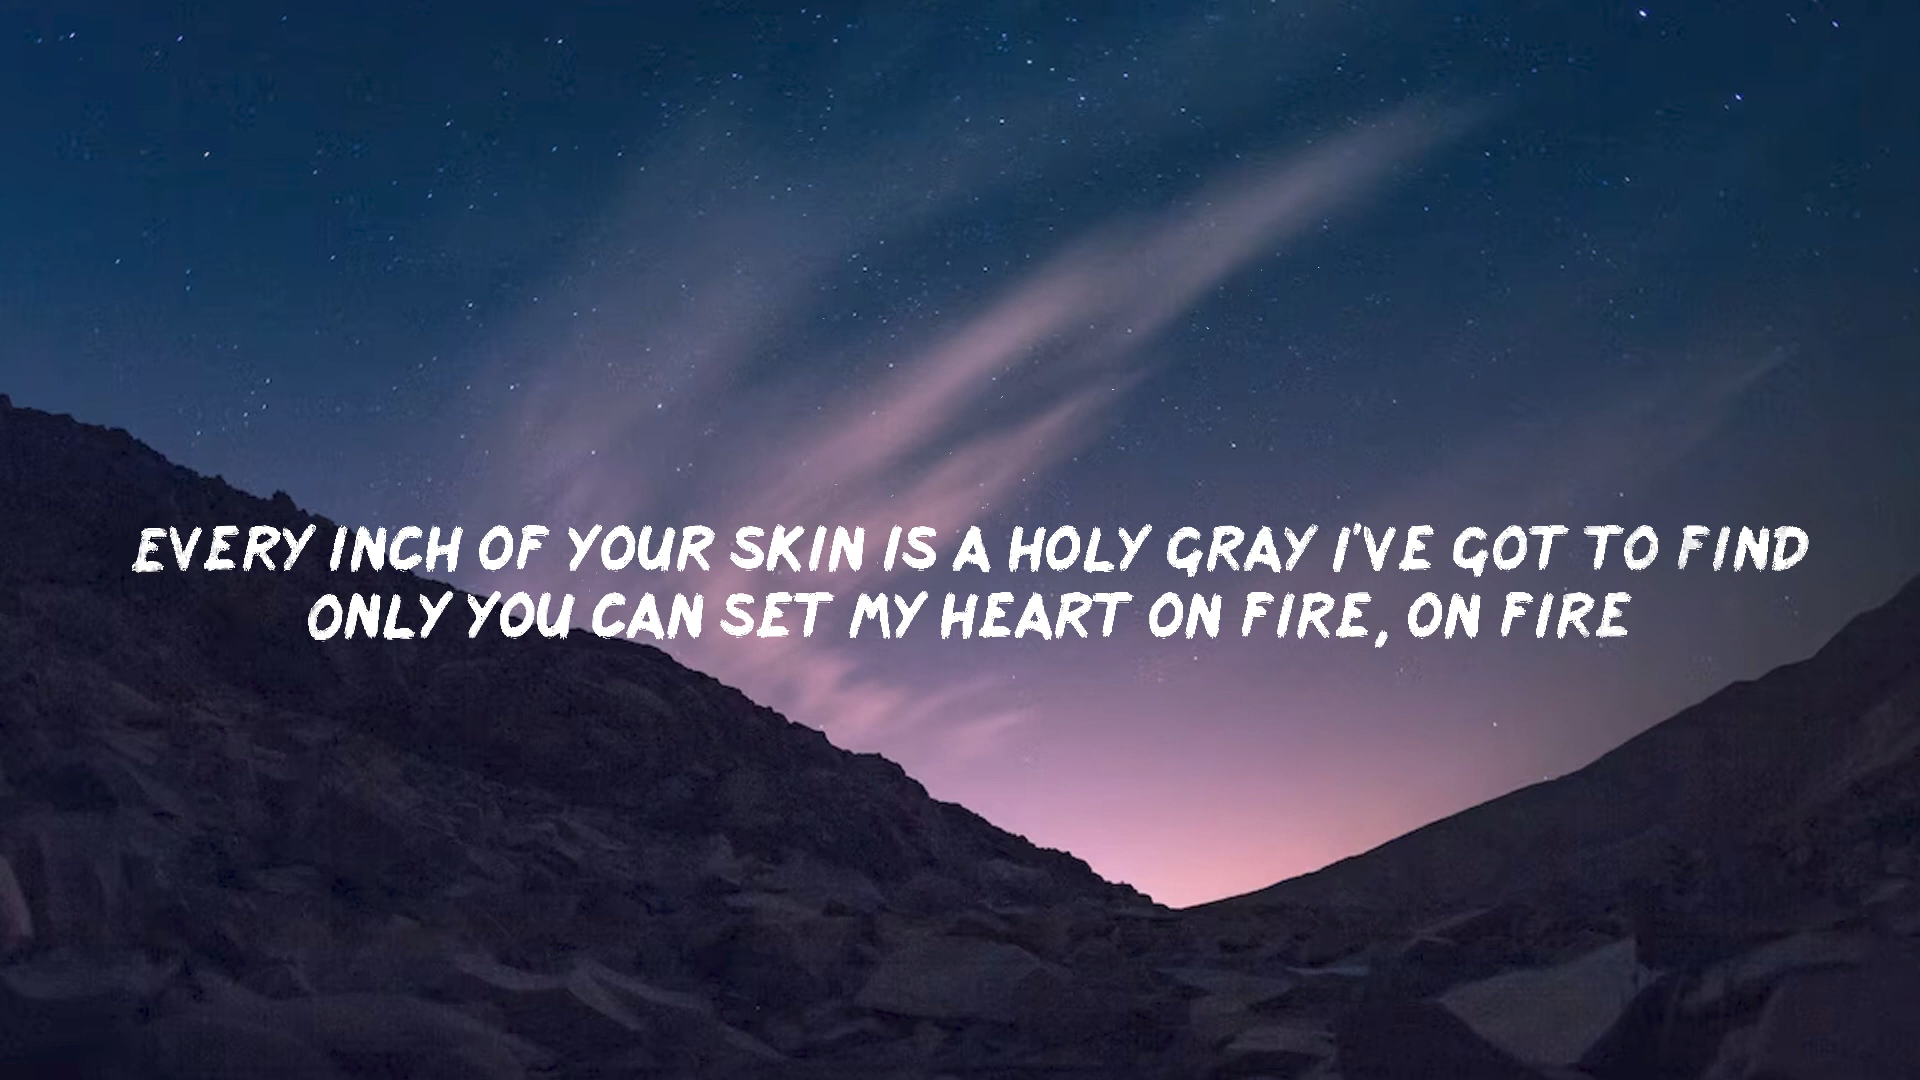 EVERY INCH OF YOUR SKIN IS A HOLY GRAY I'VE GOT TO FIND
ONLY YOU CAN SET MY HEART ON FIRE, ON FIRE